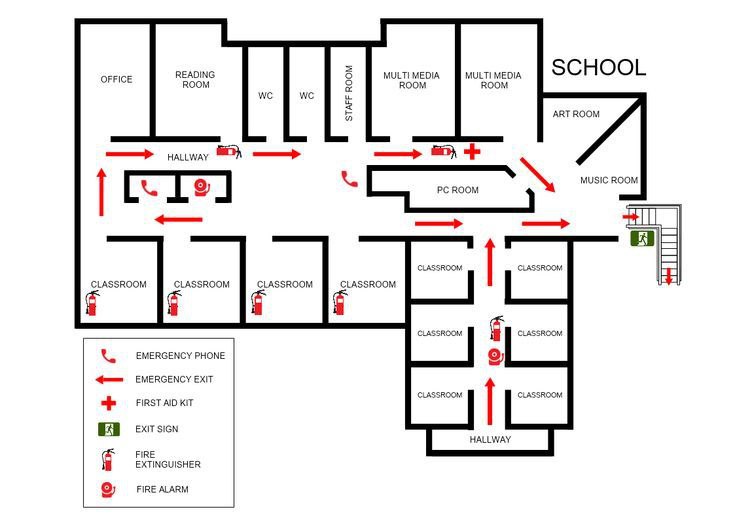 SCHOOL
OFFICE
READING
ROOM
WC
WC
STAFF ROOM
MULTI MEDIA
ROOM
MULTI MEDIA
ROOM
ART ROOM
HALLWAY
PC ROOM
MUSIC ROOM
CLASSROOM
CLASSROOM
CLASSROOM
CLASSROOM
CLASSROOM
CLASSROOM
CLASSROOM
CLASSROOM
CLASSROOM
CLASSROOM
HALLWAY
EMERGENCY PHONE
EMERGENCY EXIT
FIRST AID KIT
EXIT SIGN
FIRE
EXTINGUISHER
FIRE ALARM